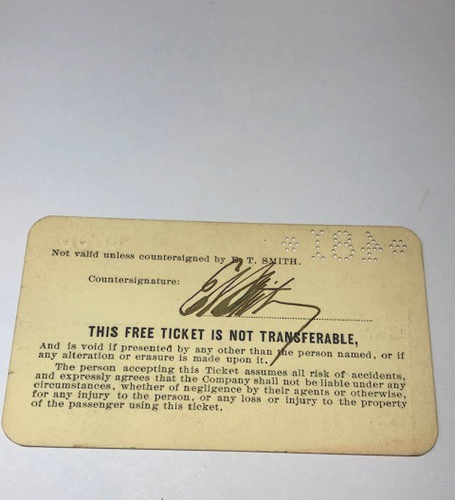 Not valid unless countersigned by E. T. SMITH.
Countersignature:
THIS FREE TICKET IS NOT TRANSFERABLE,
And is void if presented by any other than the person named, or if
any alteration or erasure is made upon it.
The person accepting this Ticket assumes all risk of accidents,
and expressly agrees that the Company shall not be liable under any
circumstances, whether of negligence by their agents or otherwise,
for any injury to the person, or any loss or injury to the property
of the passenger using this ticket.